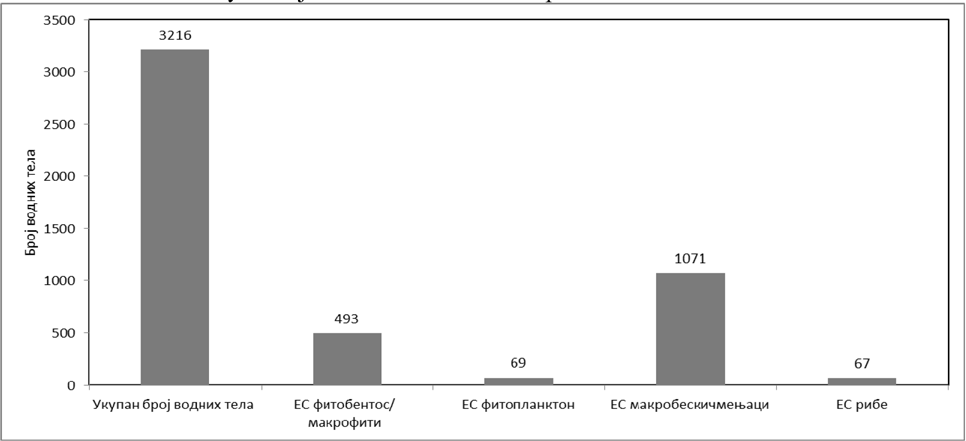 3500
3000
2500
2000
1500
1000
500
0
Број водних тела
3216
493
69
1071
67
Укупан број водних тела
ЕС фитобентос/
макрофити
ЕС фитопланктон
ЕС макробескичмењаци
ЕС рибе